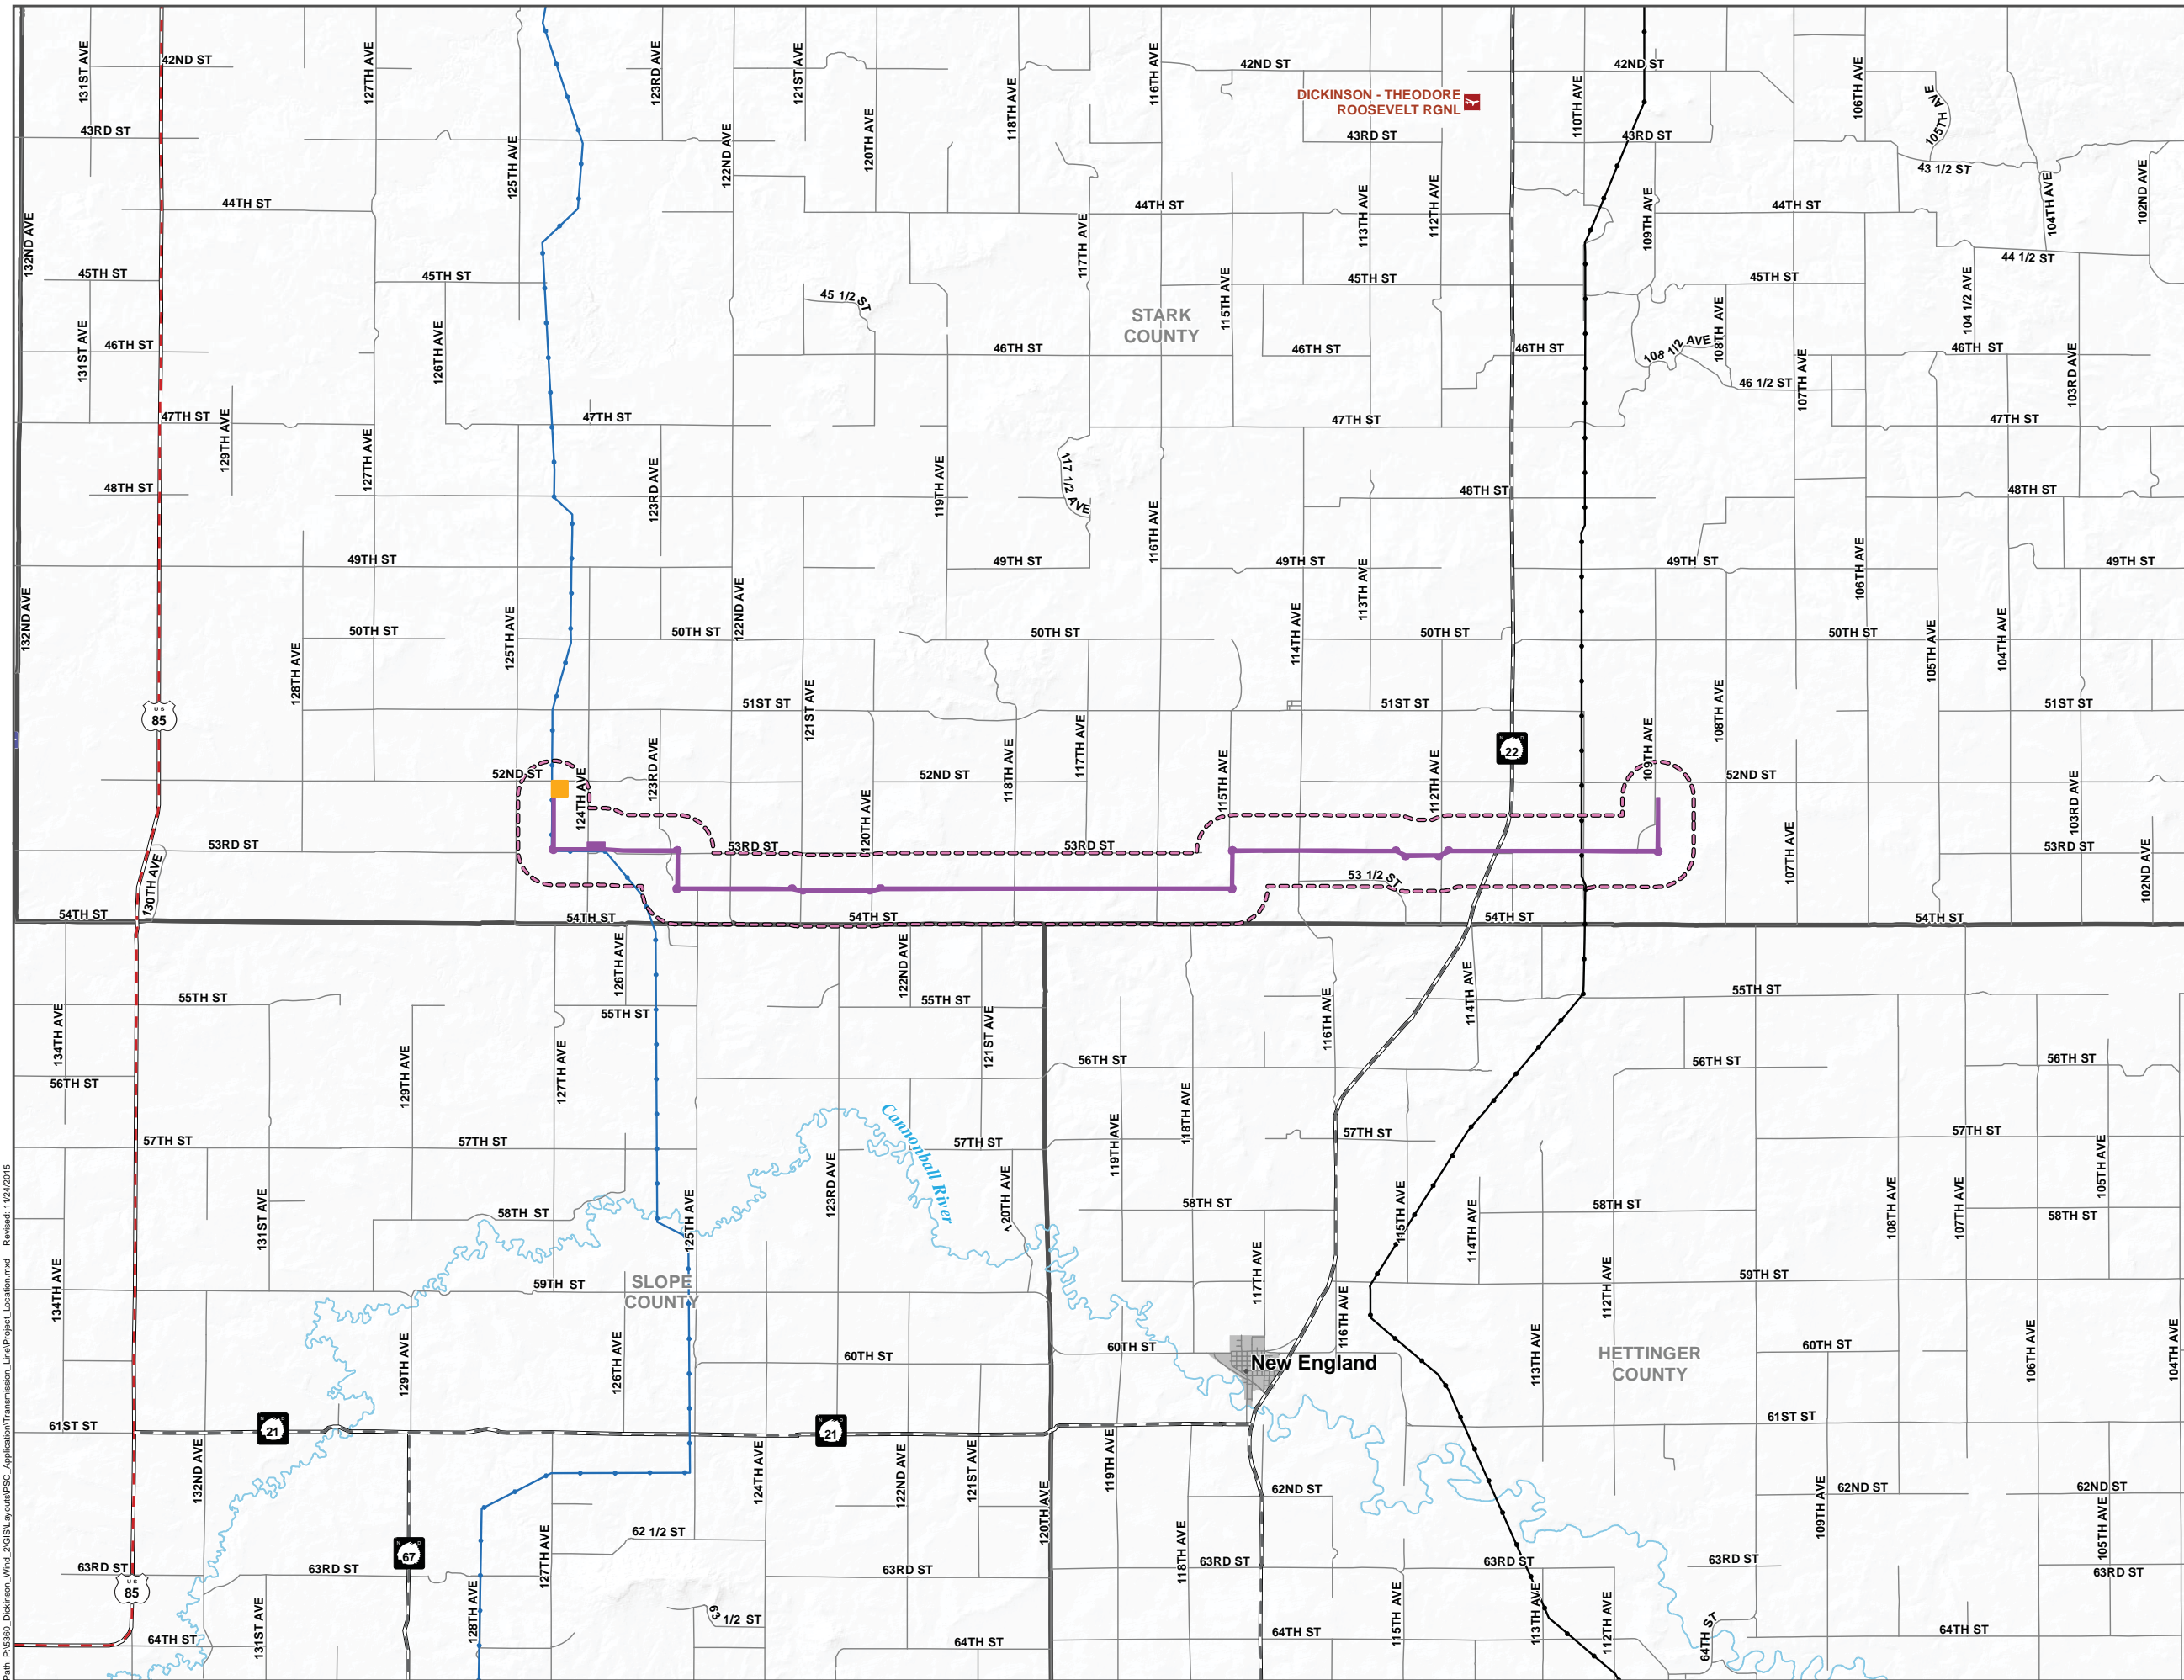 42ND ST
42ND ST
42ND ST
131ST AVE
127TH AVE
123RD AVE
121ST AVE
118TH AVE
116TH AVE
110TH AVE
106TH AVE
105TH AVE
DICKINSON - THEODORE
ROOSEVELT RGNL
43RD ST
43RD ST
43RD ST
125TH AVE
122ND AVE
120TH AVE
43 1/2 ST
132ND AVE
44TH ST
44TH ST
44TH ST
117TH AVE
113TH AVE
112TH AVE
109TH AVE
104TH AVE
102ND AVE
45TH ST
45TH ST
45TH ST
45TH ST
44 1/2 ST
45 1/2 ST
115TH AVE
104 1/2 AVE
STARK
COUNTY
131ST AVE
126TH AVE
46TH ST
46TH ST
46TH ST
46TH ST
46TH ST
108 1/2 AVE
108TH AVE
46 1/2 ST
107TH AVE
103RD AVE
47TH ST
47TH ST
47TH ST
47TH ST
129TH AVE
127TH AVE
123RD AVE
119TH AVE
117 1/2 AVE
116TH AVE
48TH ST
48TH ST
48TH ST
49TH ST
49TH ST
49TH ST
49TH ST
49TH ST
132ND AVE
128TH AVE
125TH AVE
122ND AVE
114TH AVE
113TH AVE
106TH AVE
105TH AVE
104TH AVE
50TH ST
50TH ST
50TH ST
50TH ST
50TH ST
51ST ST
51ST ST
51ST ST
US
85
121ST AVE
118TH AVE
117TH AVE
115TH AVE
112TH AVE
N D
22
109TH AVE
108TH AVE
52ND ST
52ND ST
52ND ST
124TH AVE
123RD AVE
120TH AVE
107TH AVE
103RD AVE
102ND AVE
53RD ST
53RD ST
53RD ST
53RD ST
130TH AVE
53 1/2 ST
54TH ST
54TH ST
54TH ST
54TH ST
54TH ST
126TH AVE
122ND AVE
55TH ST
55TH ST
55TH ST
55TH ST
134TH AVE
129TH AVE
127TH AVE
121ST AVE
116TH AVE
114TH AVE
56TH ST
56TH ST
56TH ST
56TH ST
119TH AVE
118TH AVE
57TH ST
57TH ST
57TH ST
57TH ST
57TH ST
Cannonball River
131ST AVE
125TH AVE
123RD AVE
120TH AVE
117TH AVE
115TH AVE
114TH AVE
108TH AVE
107TH AVE
105TH AVE
58TH ST
58TH ST
58TH ST
58TH ST
134TH AVE
59TH ST
59TH ST
SLOPE
COUNTY
129TH AVE
126TH AVE
116TH AVE
113TH AVE
112TH AVE
106TH AVE
104TH AVE
60TH ST
60TH ST
60TH ST
New England
HETTINGER
COUNTY
61ST ST
61ST ST
N D
21
N D
21
132ND AVE
124TH AVE
122ND AVE
121ST AVE
120TH AVE
119TH AVE
109TH AVE
105TH AVE
62ND ST
62ND ST
62ND ST
62 1/2 ST
N D
67
127TH AVE
118TH AVE
63RD ST
63RD ST
63RD ST
63RD ST
63RD ST
63RD ST
63RD ST
US
85
131ST AVE
128TH AVE
63 1/2 ST
115TH AVE
113TH AVE
112TH AVE
64TH ST
64TH ST
64TH ST
64TH ST
64TH ST
Path: P:\5360_Dickinson_Wind_2\GIS\Layouts\PSC_Application\Transmission_Line\Project_Location.mxd Revised: 11/24/2015